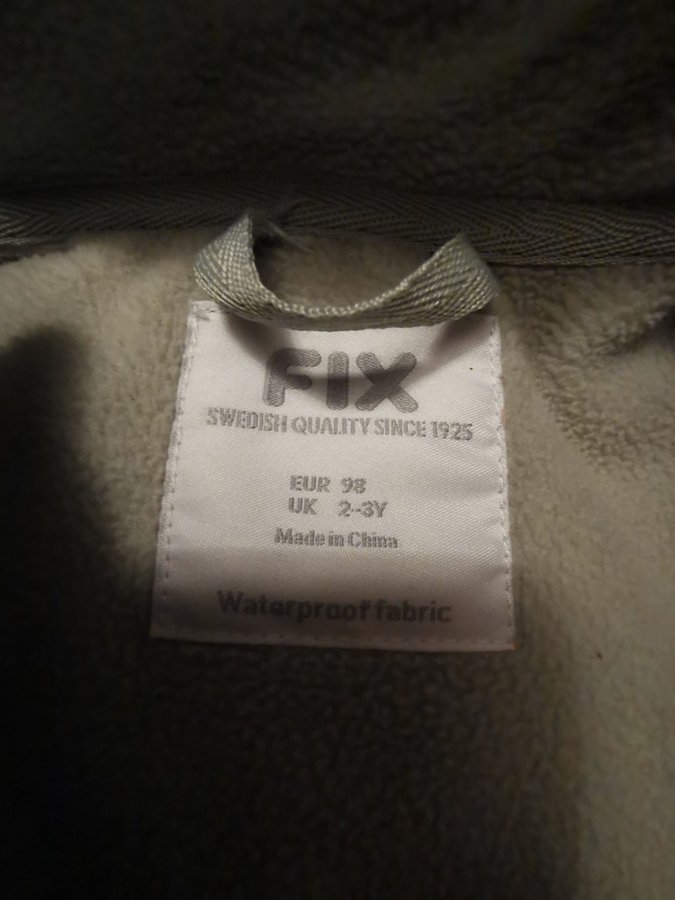 FIX
SWEDISH QUALITY SINCE 1925
EUR 98
UK 2-3Y
Made in China
Waterproof fabric